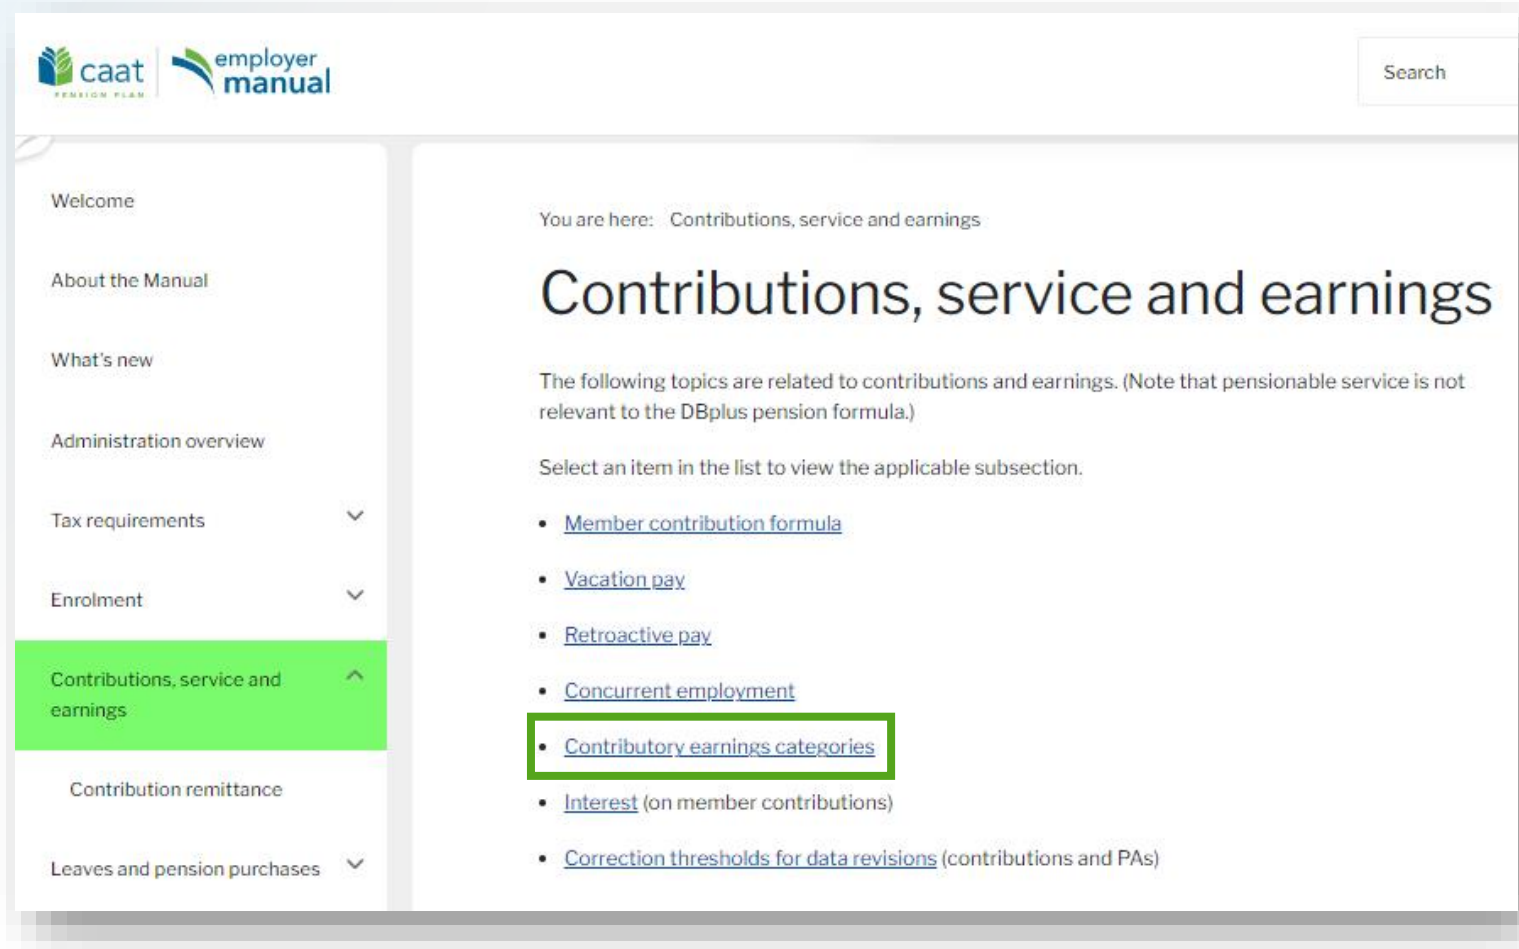 caat
PENSION PLAN
employer
manual
Search
Welcome
About the Manual
What's new
Administration overview
Tax requirements
Enrolment
Contributions, service and
earnings
Contribution remittance
Leaves and pension purchases
You are here: Contributions, service and earnings
Contributions, service and earnings
The following topics are related to contributions and earnings. (Note that pensionable service is not
relevant to the DBplus pension formula.)
Select an item in the list to view the applicable subsection.
• Member contribution formula
• Vacation pay
• Retroactive pay
• Concurrent employment
• Contributory earnings categories
• Interest (on member contributions)
• Correction thresholds for data revisions (contributions and PAs)